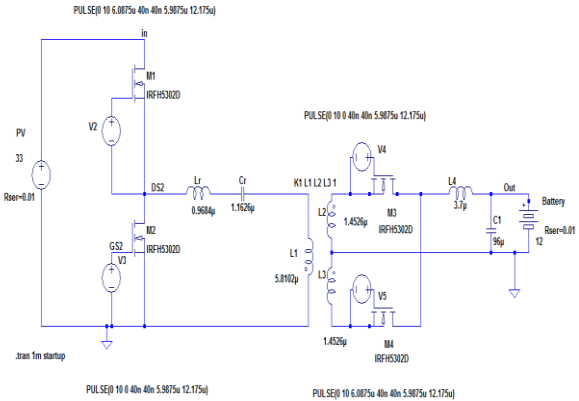 PULSE(0 10 6.0875u 40n 40n 5.9875u 12.175u)
in
M1
IRFH5302D
PULSE(0 10 0 40n 40n 5.9875u 12.175u)
V2
PV
33
Rser=0.01
V4
DS2
Lr
Cr
K1 L1 L2 L3 1
L4
Out
Battery
0.9684µ
1.1626µ
L2
1.4526µ
M3
IRFH5302D
3.7µ
C1
96µ
Rser=0.01
12
M2
IRFH5302D
GS2
V3
L1
5.8102µ
L3
V5
1.4526µ
M4
IRFH5302D
.tran 1m startup
PULSE(0 10 0 40n 40n 5.9875u 12.175u)
PULSE(0 10 6.0875u 40n 40n 5.9875u 12.175u)